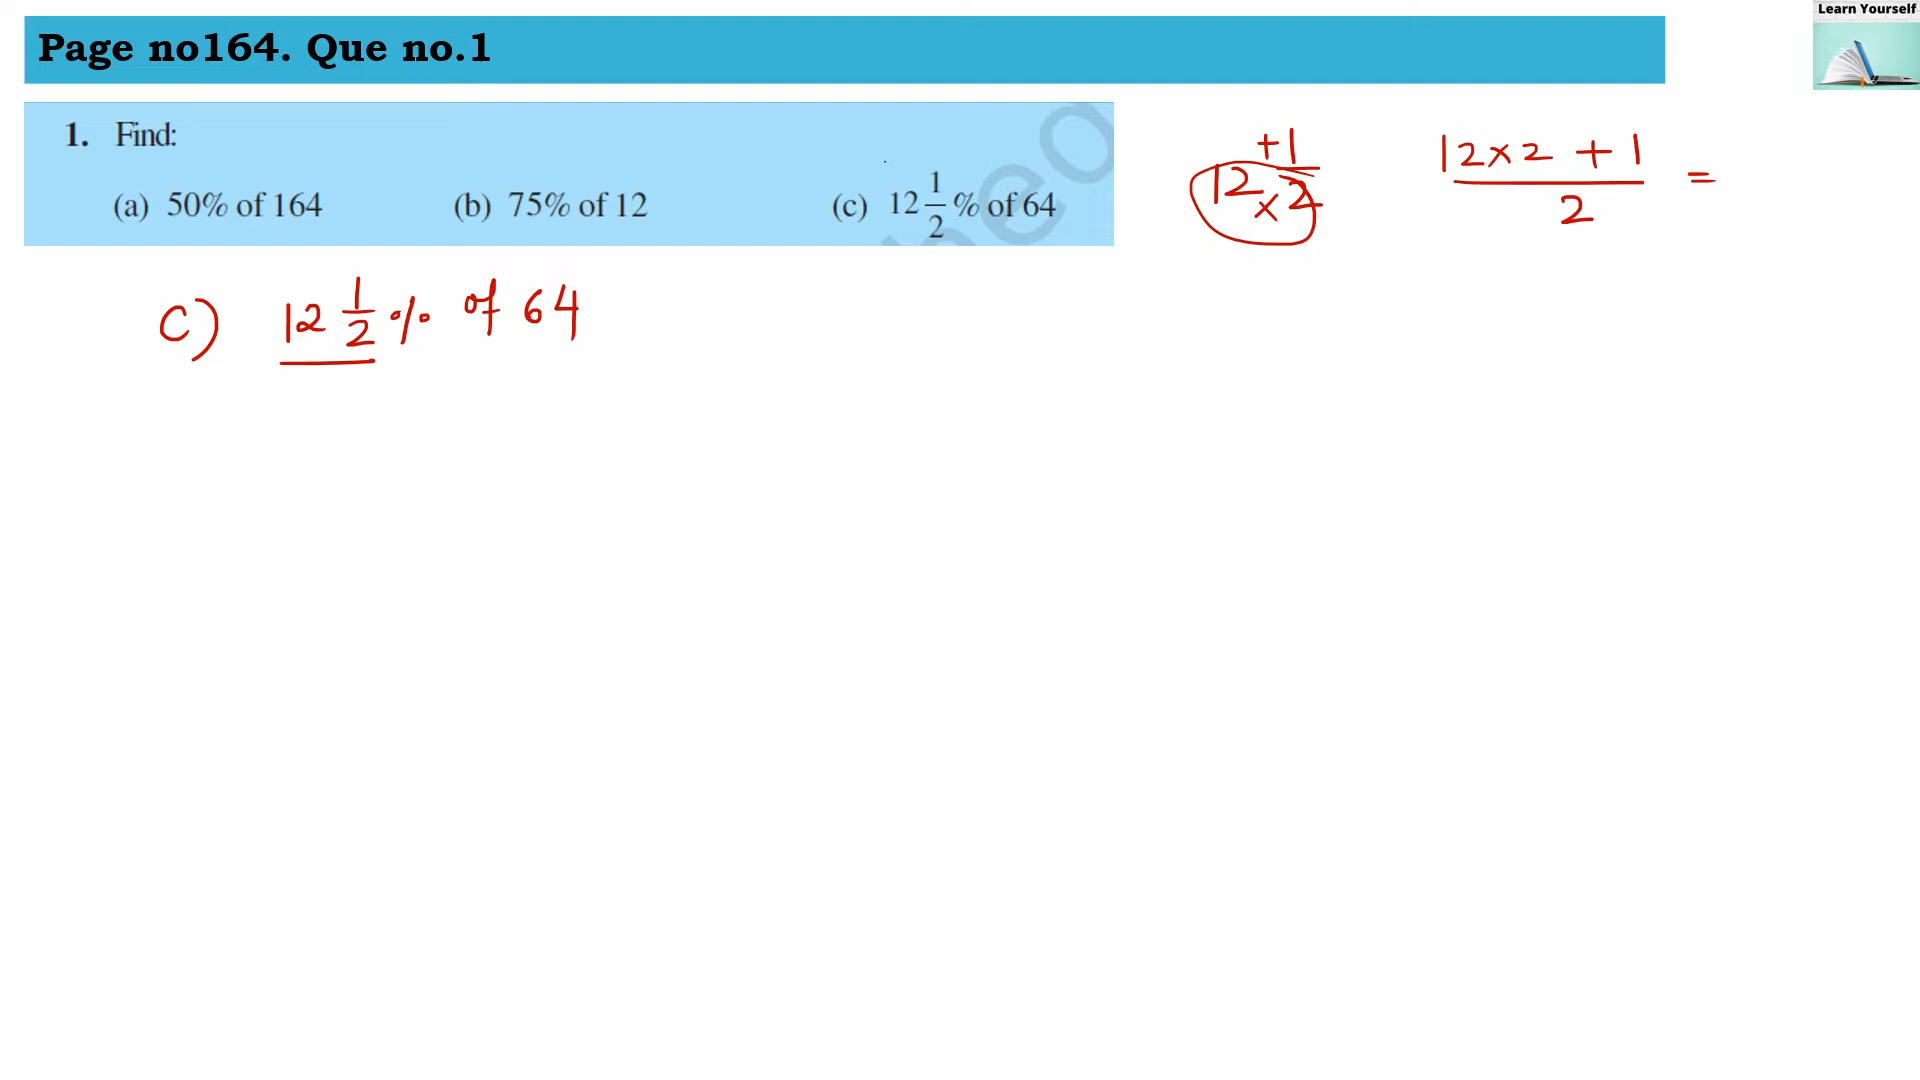 Learn Yourself
Page no164. Que no.1
1. Find:
(a) 50% of 164 (b) 75% of 12 (c) 12 1/2 % of 64
12 +1/×2
12×2 + 1 / 2 =
C) 12 1/2 % of 64